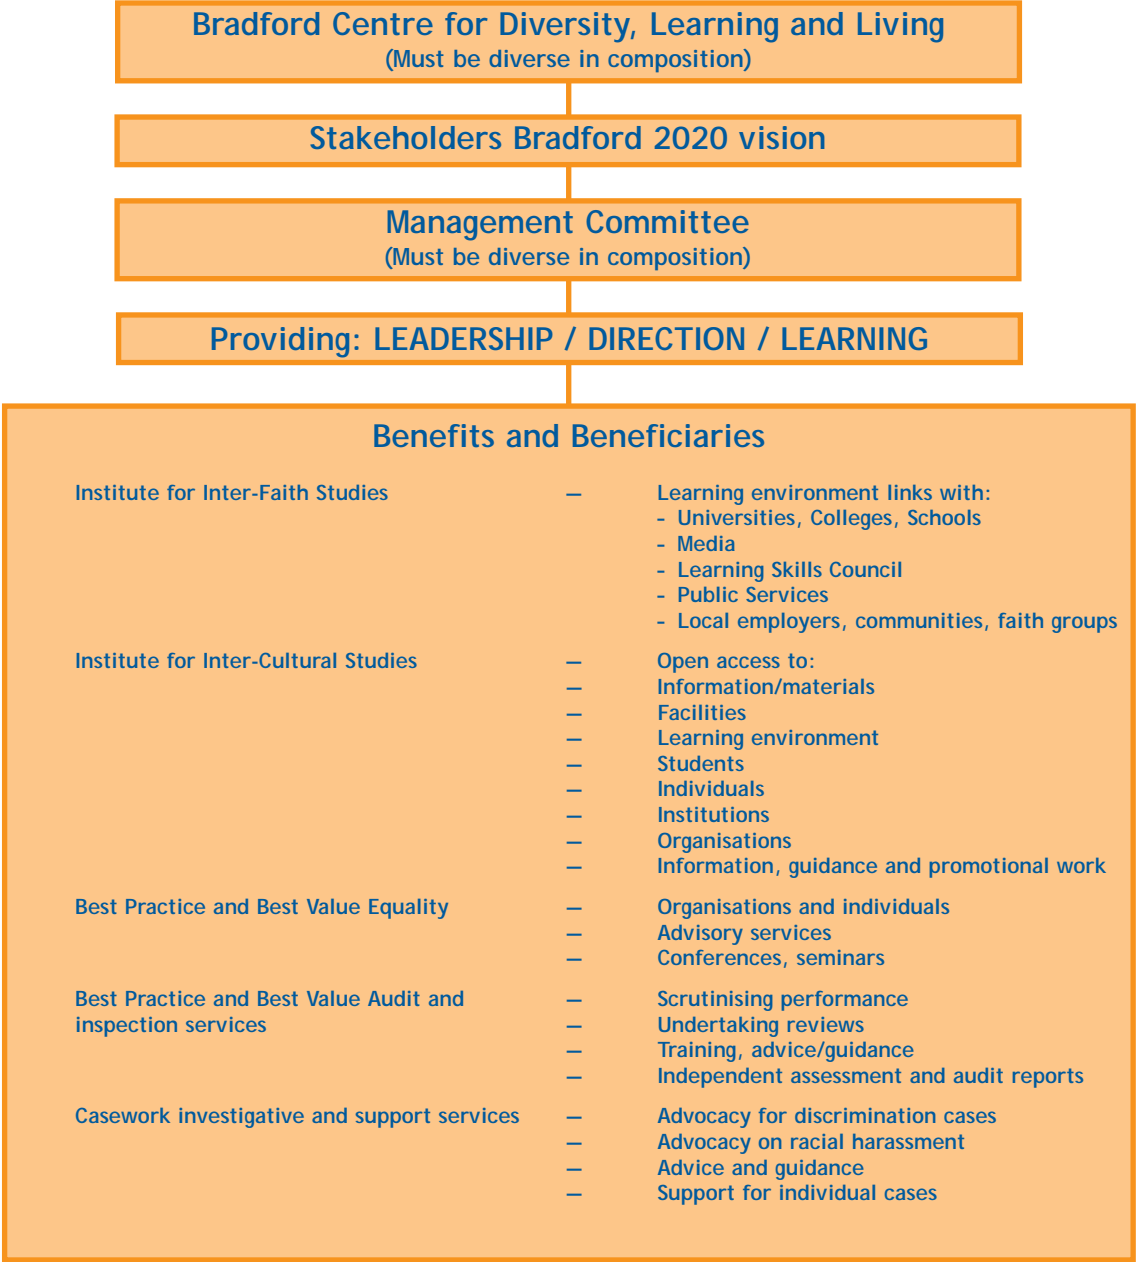 Bradford Centre for Diversity, Learning and Living
(Must be diverse in composition)
Stakeholders Bradford 2020 vision
Management Committee
(Must be diverse in composition)
Providing: LEADERSHIP / DIRECTION / LEARNING
Benefits and Beneficiaries
Institute for Inter-Faith Studies – Learning environment links with:
- Universities, Colleges, Schools
- Media
- Learning Skills Council
- Public Services
- Local employers, communities, faith groups
Institute for Inter-Cultural Studies – Open access to:
– Information/materials
– Facilities
– Learning environment
– Students
– Individuals
– Institutions
– Organisations
– Information, guidance and promotional work
Best Practice and Best Value Equality – Organisations and individuals
– Advisory services
– Conferences, seminars
Best Practice and Best Value Audit and – Scrutinising performance
inspection services – Undertaking reviews
– Training, advice/guidance
– Independent assessment and audit reports
Casework investigative and support services – Advocacy for discrimination cases
– Advocacy on racial harassment
– Advice and guidance
– Support for individual cases